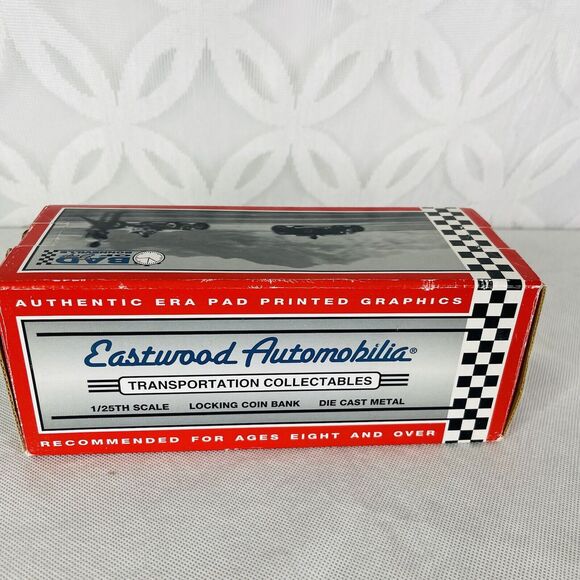 BAD
AUTHENTIC ERA PAD PRINTED GRAPHICS
Eastwood Automobilia®
TRANSPORTATION COLLECTABLES
1/25TH SCALE LOCKING COIN BANK DIE CAST METAL
RECOMMENDED FOR AGES EIGHT AND OVER